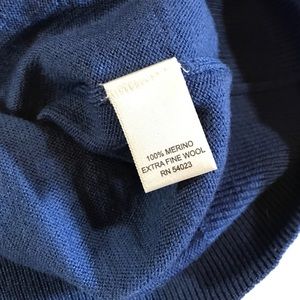 100% MERINO
EXTRA FINE WOOL
RN 54023